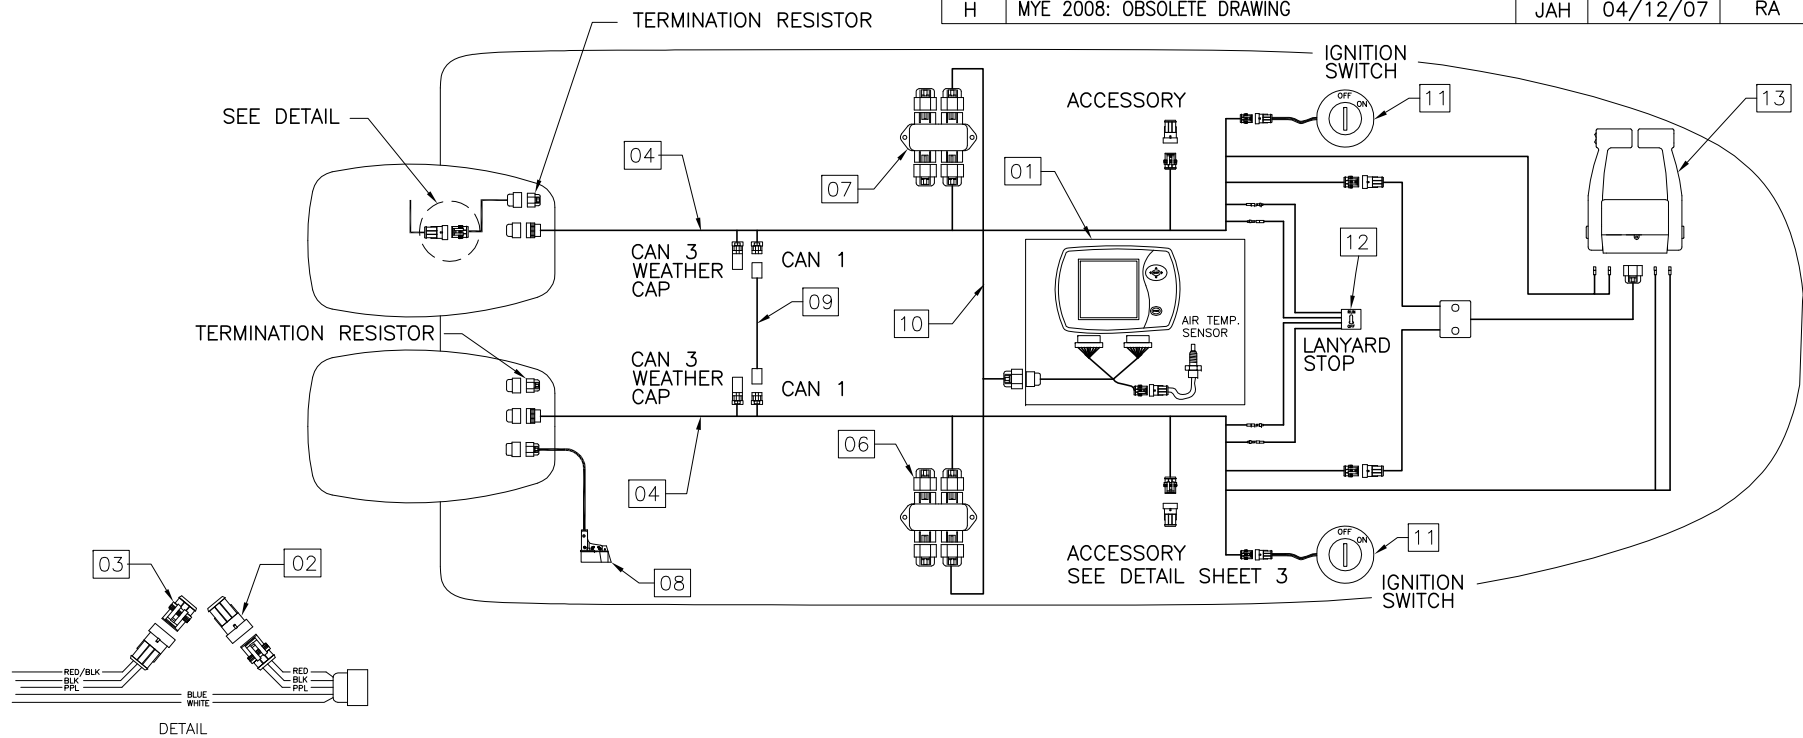 H MYE 2008: OBSOLETE DRAWING JAH 04/12/07 RA
TERMINATION RESISTOR
IGNITION
SWITCH
OFF
ON
11
13
SEE DETAIL
ACCESSORY
04
07
01
12
CAN 3
WEATHER
CAP
CAN 1
09
10
AIR TEMP.
SENSOR
RUN
OFF
LANYARD
STOP
TERMINATION RESISTOR
CAN 3
WEATHER
CAP
CAN 1
06
04
08
ACCESSORY
SEE DETAIL SHEET 3
OFF
ON
11
IGNITION
SWITCH
03
02
RED/BLK
BLK
PPL
RED
BLK
PPL
BLUE
WHITE
DETAIL